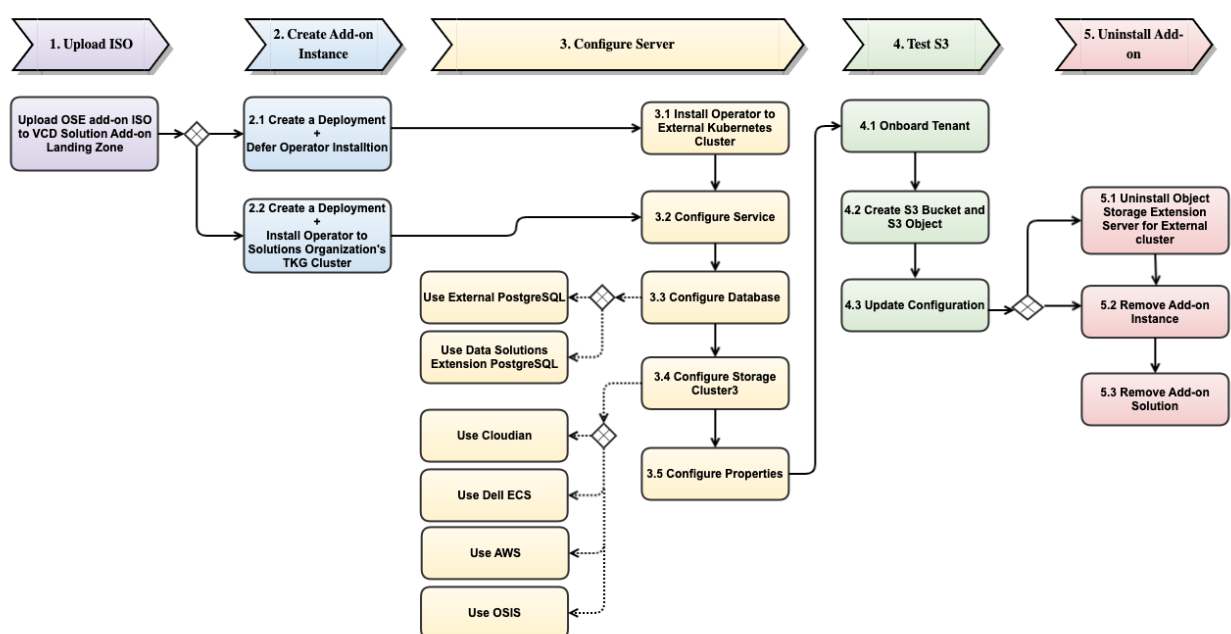 1. Upload ISO
2. Create Add-on
Instance
3. Configure Server
4. Test S3
5. Uninstall Add-
on
Upload OSE add-on ISO
to VCD Solution Add-on
Landing Zone
2.1 Create a Deployment
+
Defer Operator Installtion
2.2 Create a Deployment
+
Install Operator to
Solutions Organization's
TKG Cluster
3.1 Install Operator to
External Kubernetes
Cluster
3.2 Configure Service
3.3 Configure Database
Use External PostgreSQL
Use Data Solutions
Extension PostgreSQL
3.4 Configure Storage
Cluster3
Use Cloudian
Use Dell ECS
Use AWS
Use OSIS
3.5 Configure Properties
4.1 Onboard Tenant
4.2 Create S3 Bucket and
S3 Object
4.3 Update Configuration
5.1 Uninstall Object
Storage Extension
Server for External
cluster
5.2 Remove Add-on
Instance
5.3 Remove Add-on
Solution